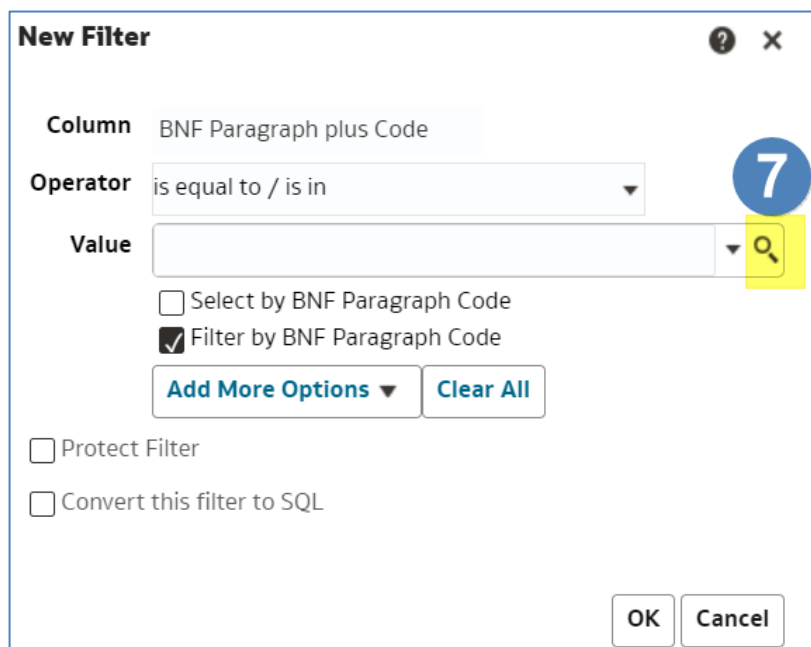 New Filter
Column BNF Paragraph plus Code
7
Operator is equal to / is in
Value
Select by BNF Paragraph Code
Filter by BNF Paragraph Code
Add More Options Clear All
Protect Filter
Convert this filter to SQL
OK Cancel